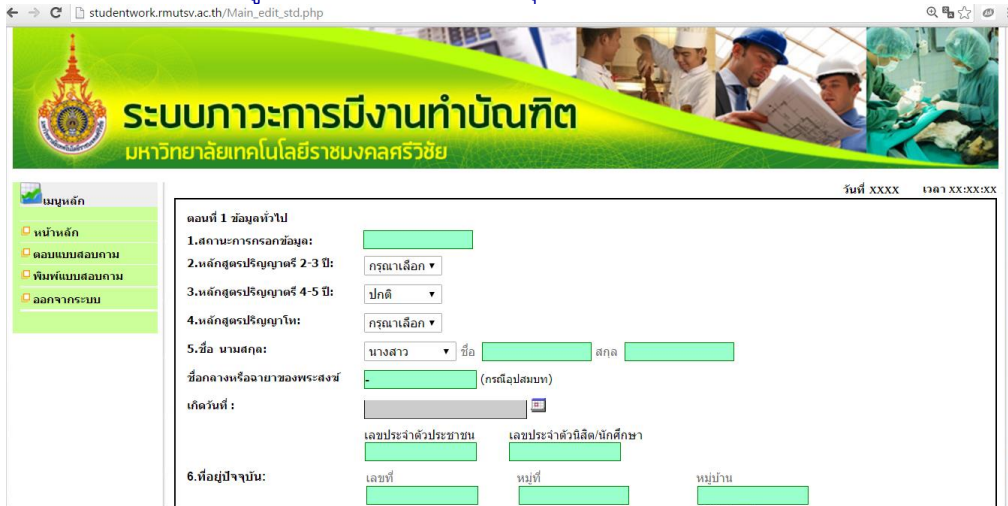 studentwork.rmutsv.ac.th/Main_edit_std.php
ระบบภาวะการมีงานทำบัณฑิต
มหาวิทยาลัยเทคโนโลยีราชมงคลศรีวิชัย
วันที่ xxxx เวลา xx:xx:xx
เมนูหลัก
หน้าหลัก
ตอบแบบสอบถาม
พิมพ์แบบสอบถาม
ออกจากระบบ
ตอนที่ 1 ข้อมูลทั่วไป
1.สถานะการกรอกข้อมูล:
2.หลักสูตรปริญญาตรี 2-3 ปี: กรุณาเลือก
3.หลักสูตรปริญญาตรี 4-5 ปี: ปกติ
4.หลักสูตรปริญญาโท: กรุณาเลือก
5.ชื่อ นามสกุล: นางสาว ชื่อ สกุล
ชื่อกลางหรือฉายาของพระสงฆ์ - (กรณีอุปสมบท)
เกิดวันที่ :
เลขประจำตัวประชาชน เลขประจำตัวนิสิต/นักศึกษา
6.ที่อยู่ปัจจุบัน: เลขที่ หมู่ที่ หมู่บ้าน